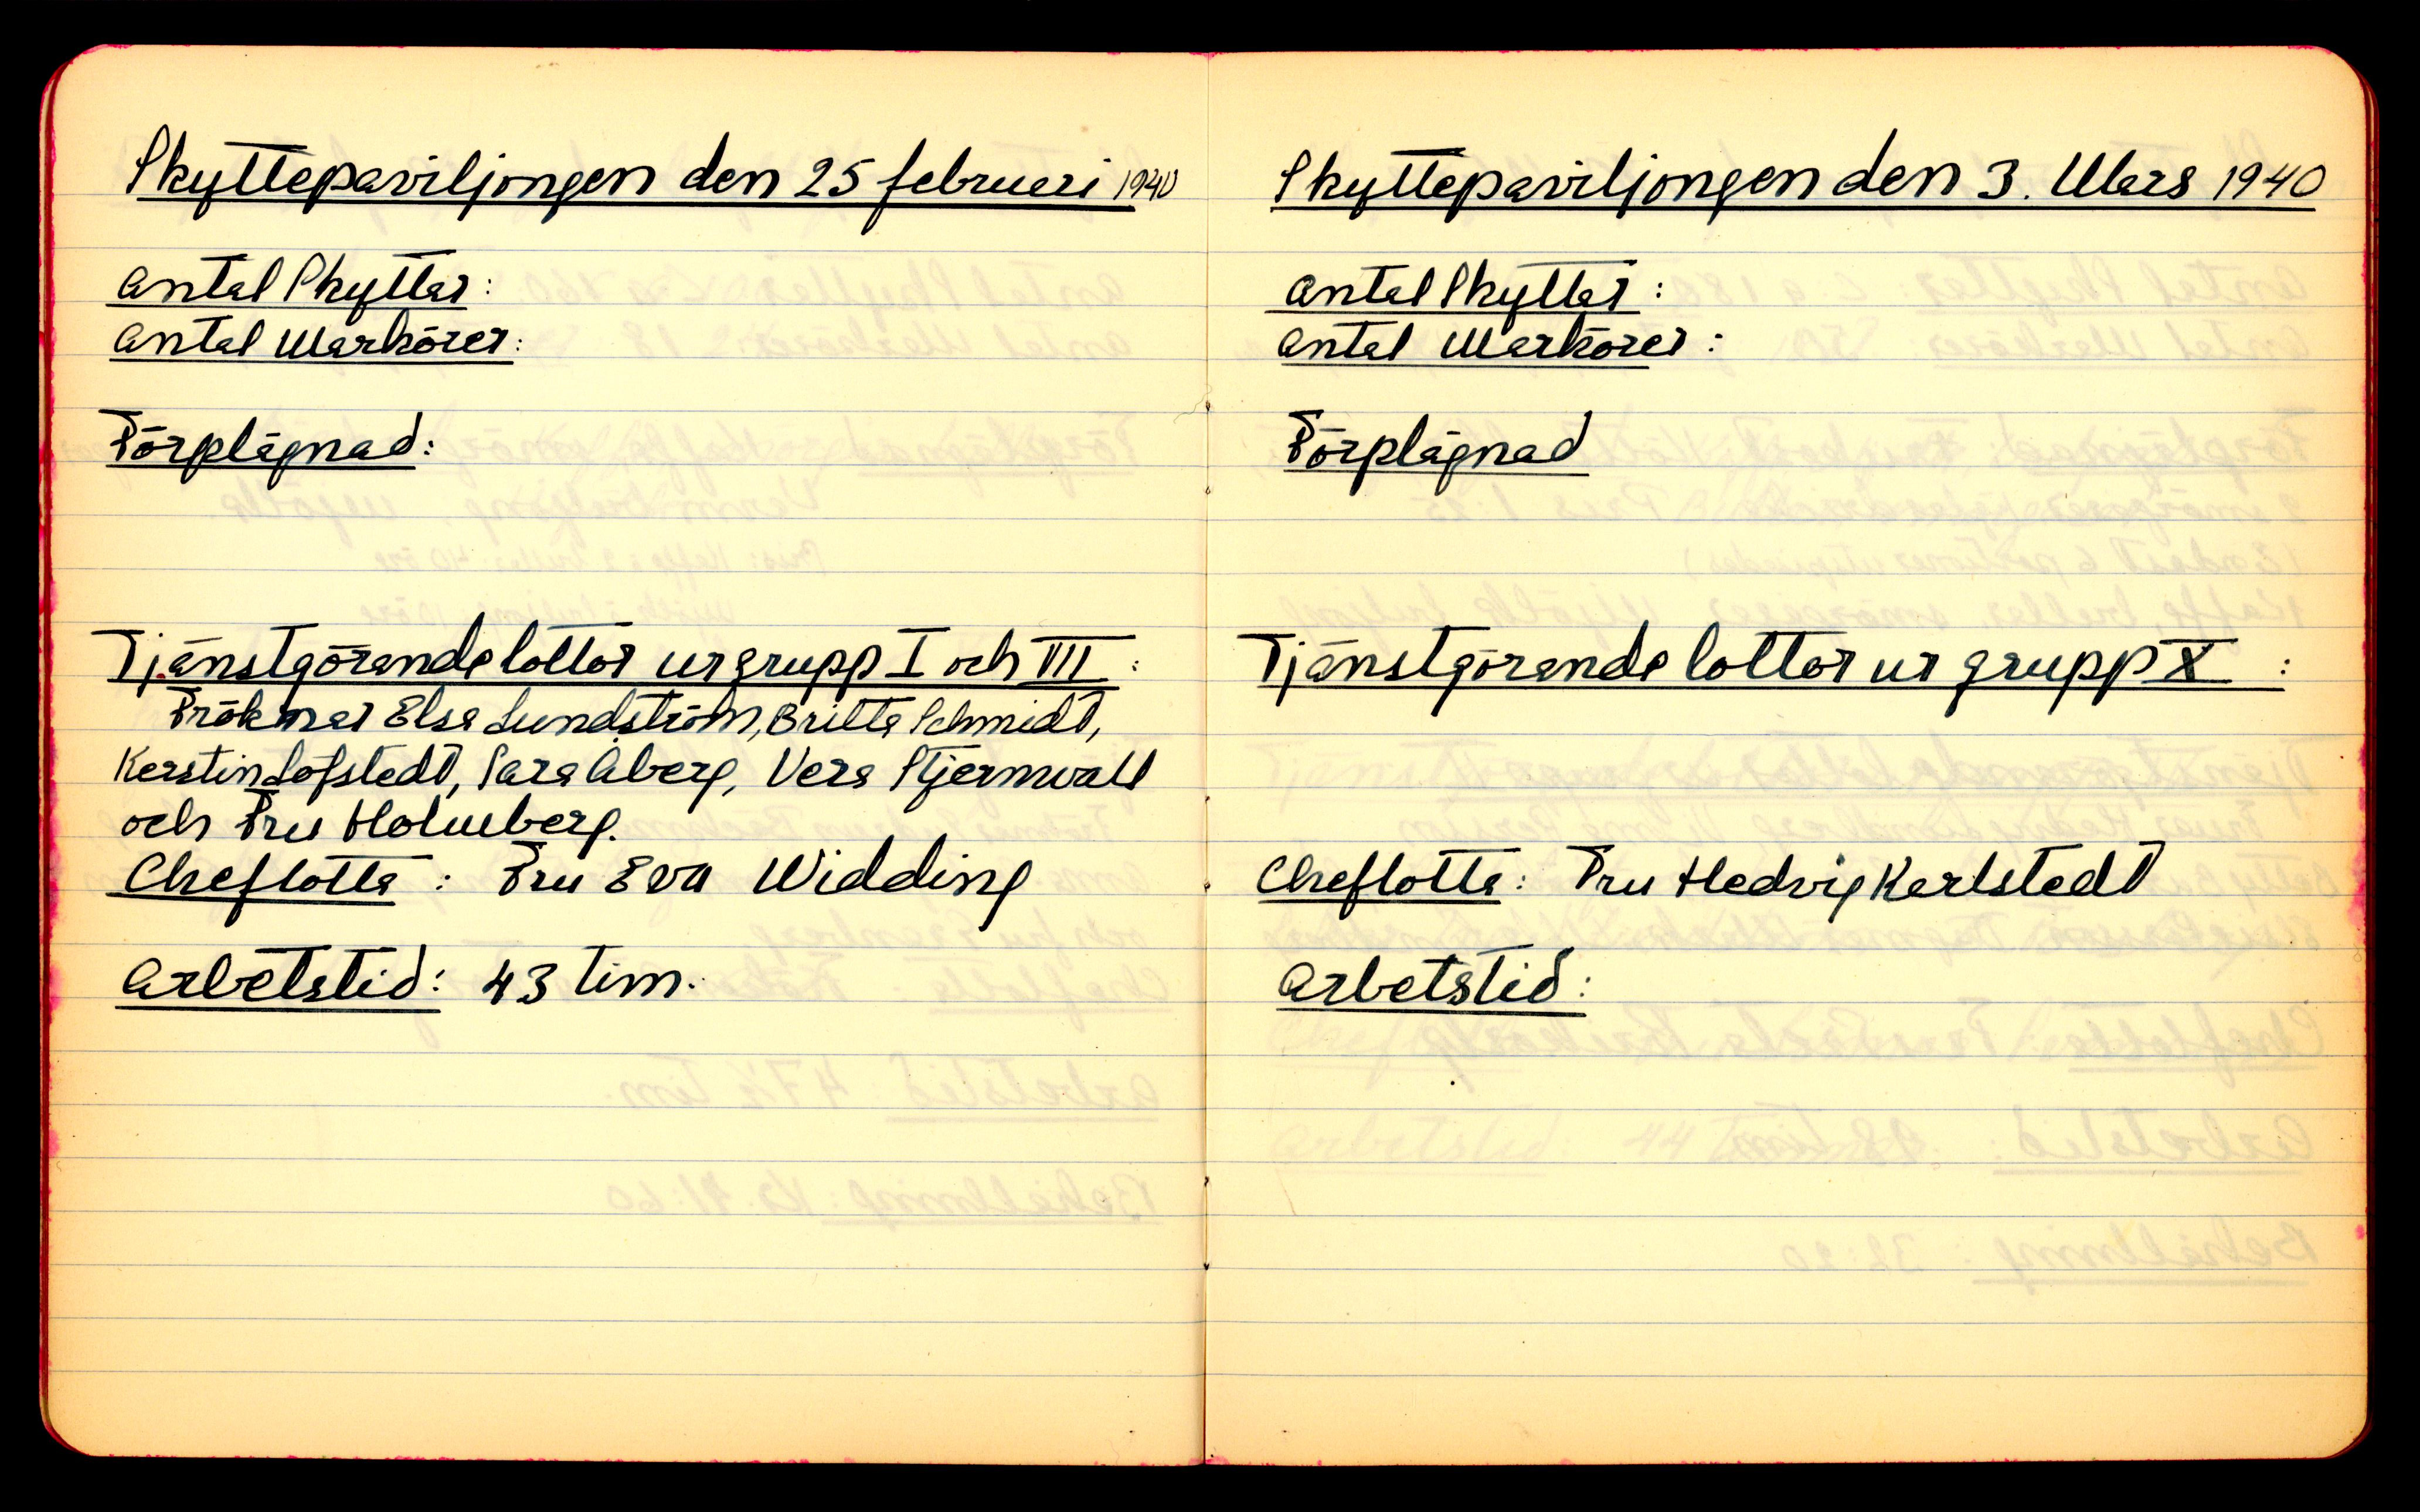 Skyttepaviljongen den 25 februari 1940
Antal Skyttar:
Antal Markörer:
Förplägnad:
Tjänstgörande lottor ur grupp I och VII:
Fröknar Elsa Lundström, Britta Schmidt,
Kerstin Löfstedt, Sara Åberg, Vera Stjernwall
och Fru Holmberg.
Cheflotta: Fru Eva Widding
Arbetstid: 43 tim.
Skyttepaviljongen den 3. Mars 1940
Antal Skyttar:
Antal Markörer:
Förplägnad
Tjänstgörande lottor ur grupp X :
Cheflotta: Fru Hedvig Karlstedt
Arbetstid: